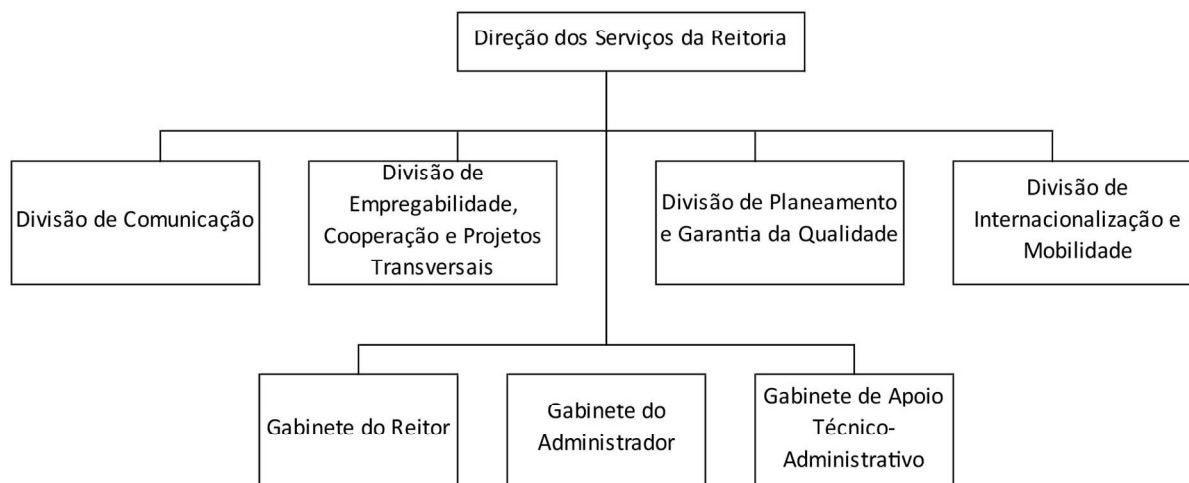 Direção dos Serviços da Reitoria
Divisão de Comunicação
Divisão de
Empregabilidade,
Cooperação e Projetos
Transversais
Divisão de Planeamento
e Garantia da Qualidade
Divisão de
Internacionalização e
Mobilidade
Gabinete do Reitor
Gabinete do
Administrador
Gabinete de Apoio
Técnico-
Administrativo